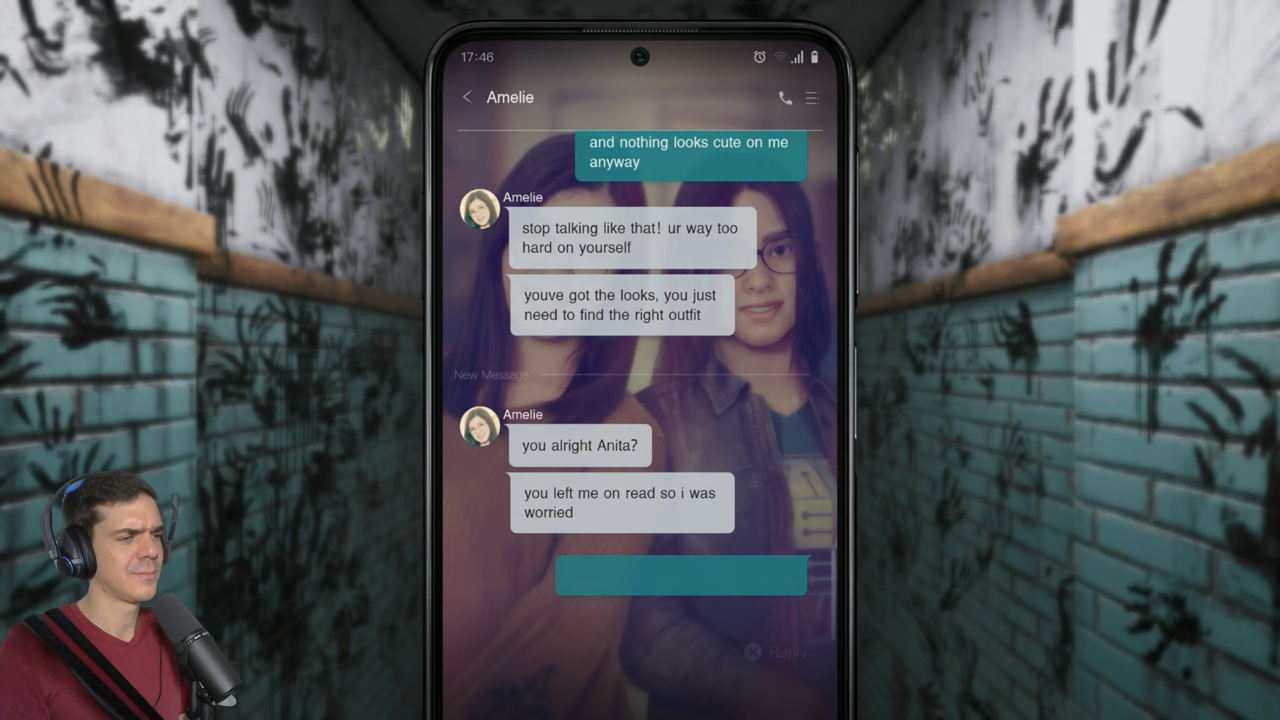 17:46
Amelie
and nothing looks cute on me
anyway
Amelie
stop talking like that! ur way too
hard on yourself
youve got the looks, you just
need to find the right outfit
New Message
Amelie
you alright Anita?
you left me on read so i was
worried
Reply